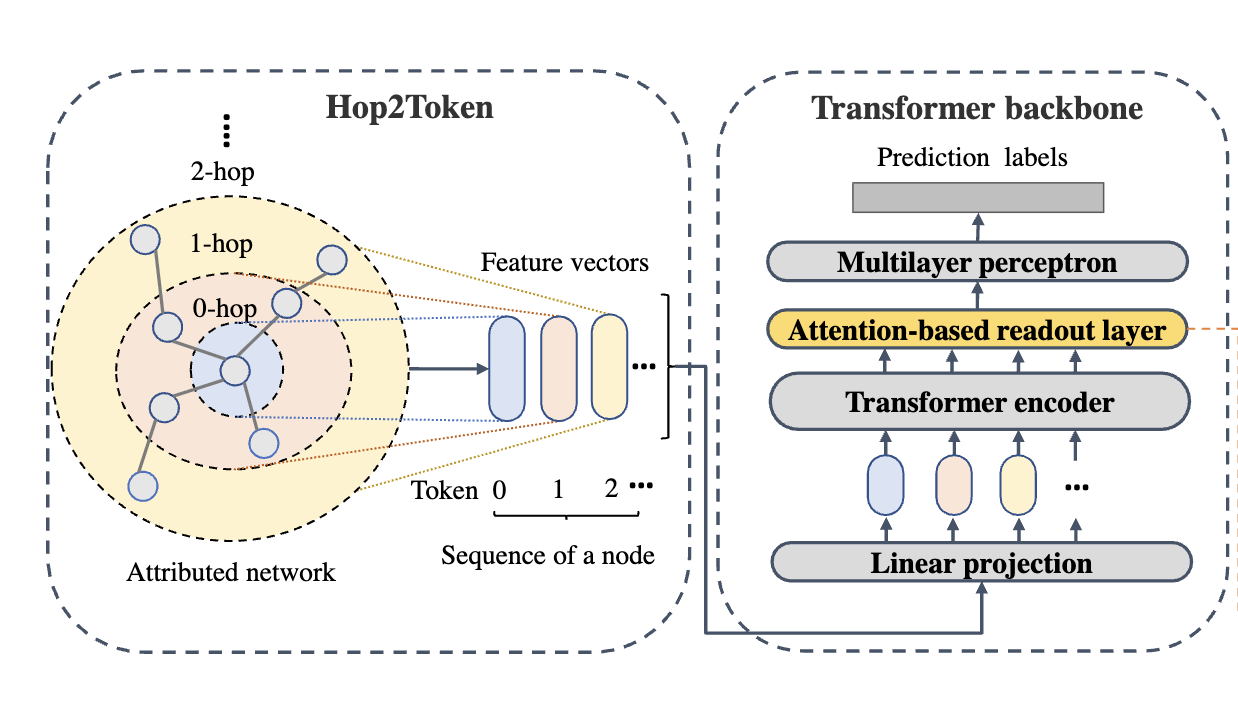 Hop2Token
2-hop
1-hop
0-hop
Feature vectors
Token 0 1 2 ...
Sequence of a node
Attributed network
Transformer backbone
Prediction labels
Multilayer perceptron
Attention-based readout layer
Transformer encoder
Linear projection